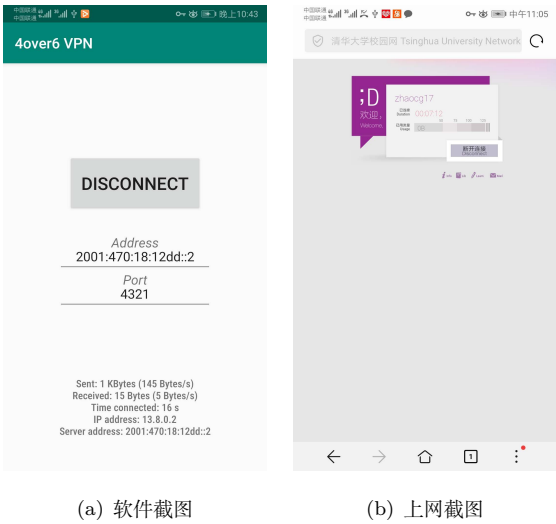 中国联通
中国联通
晚上10:43
4over6 VPN
DISCONNECT
Address
2001:470:18:12dd::2
Port
4321
Sent: 1 KBytes (145 Bytes/s)
Received: 15 Bytes (5 Bytes/s)
Time connected: 16 s
IP address: 13.8.0.2
Server address: 2001:470:18:12dd::2
(a) 软件截图
中国联通
中国联通
中午11:05
清华大学校园网 Tsinghua University Network
;D
欢迎,
Welcome,
zhaocg17
00:07:12
断开连接
Disconnect
1
(b) 上网截图